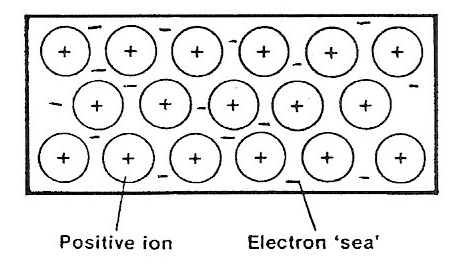 + + + + + +
+ + + + +
+ + + + + +
Positive ion Electron 'sea'